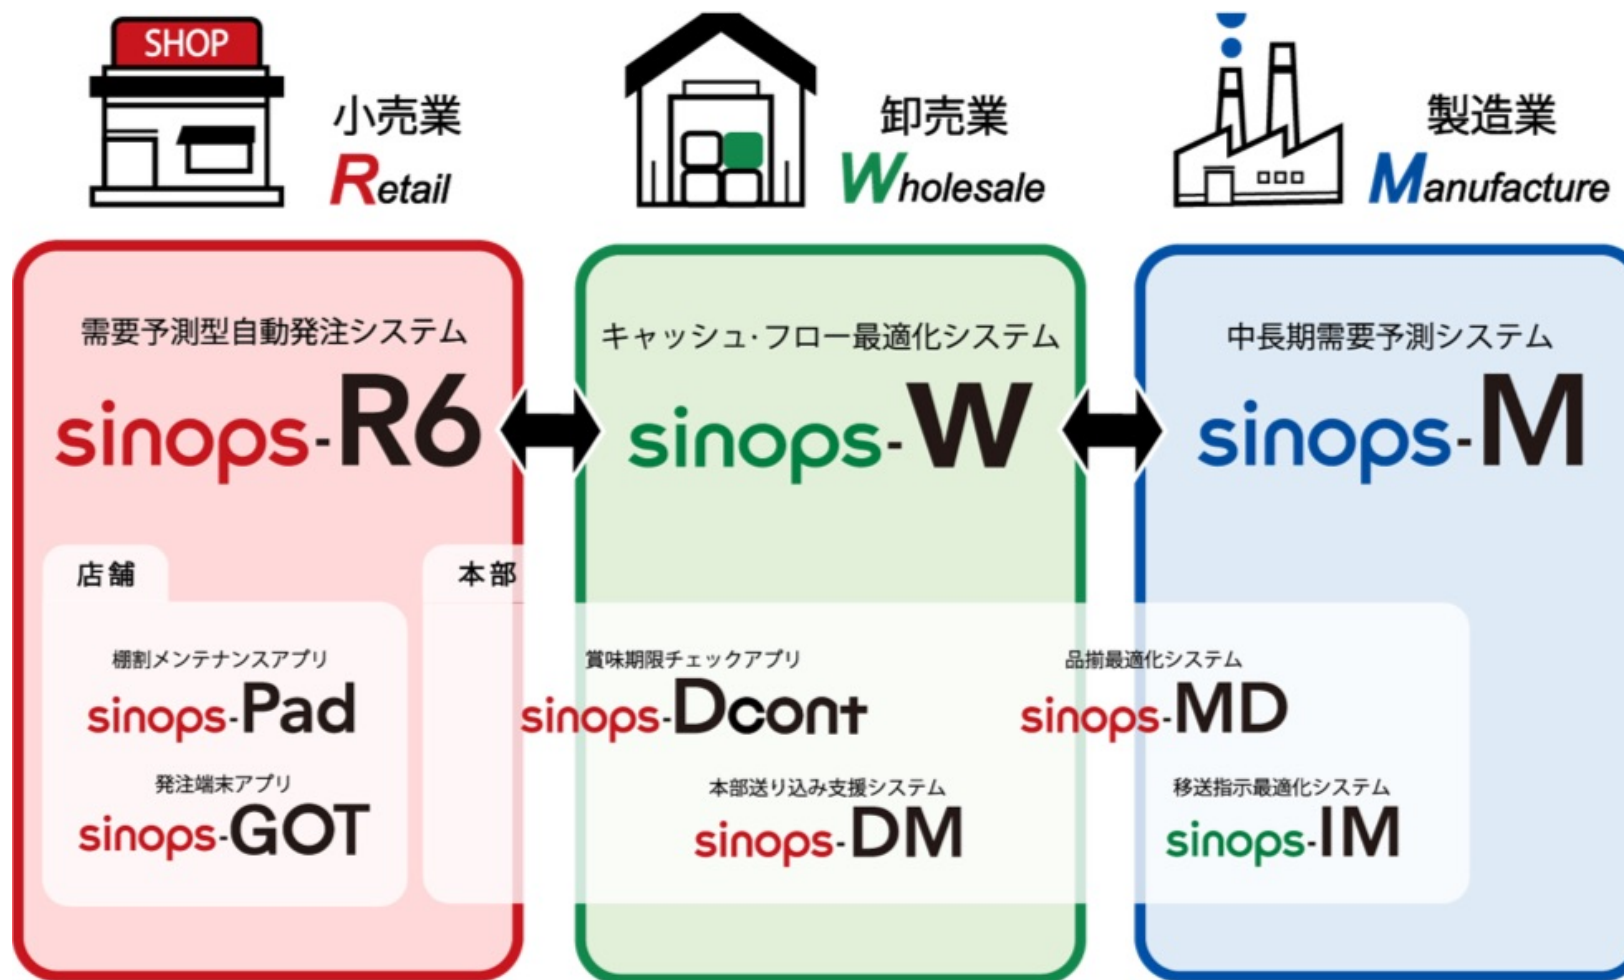 SHOP
小売業
Retail
卸売業
Wholesale
製造業
Manufacture
需要予測型自動発注システム
sinops-R6
キャッシュ・フロー最適化システム
sinops-W
中長期需要予測システム
sinops-M
店舗
本部
棚割メンテナンスアプリ
sinops-Pad
賞味期限チェックアプリ
sinops-Dcont
品揃最適化システム
sinops-MD
発注端末アプリ
sinops-GOT
本部送り込み支援システム
sinops-DM
移送指示最適化システム
sinops-IM